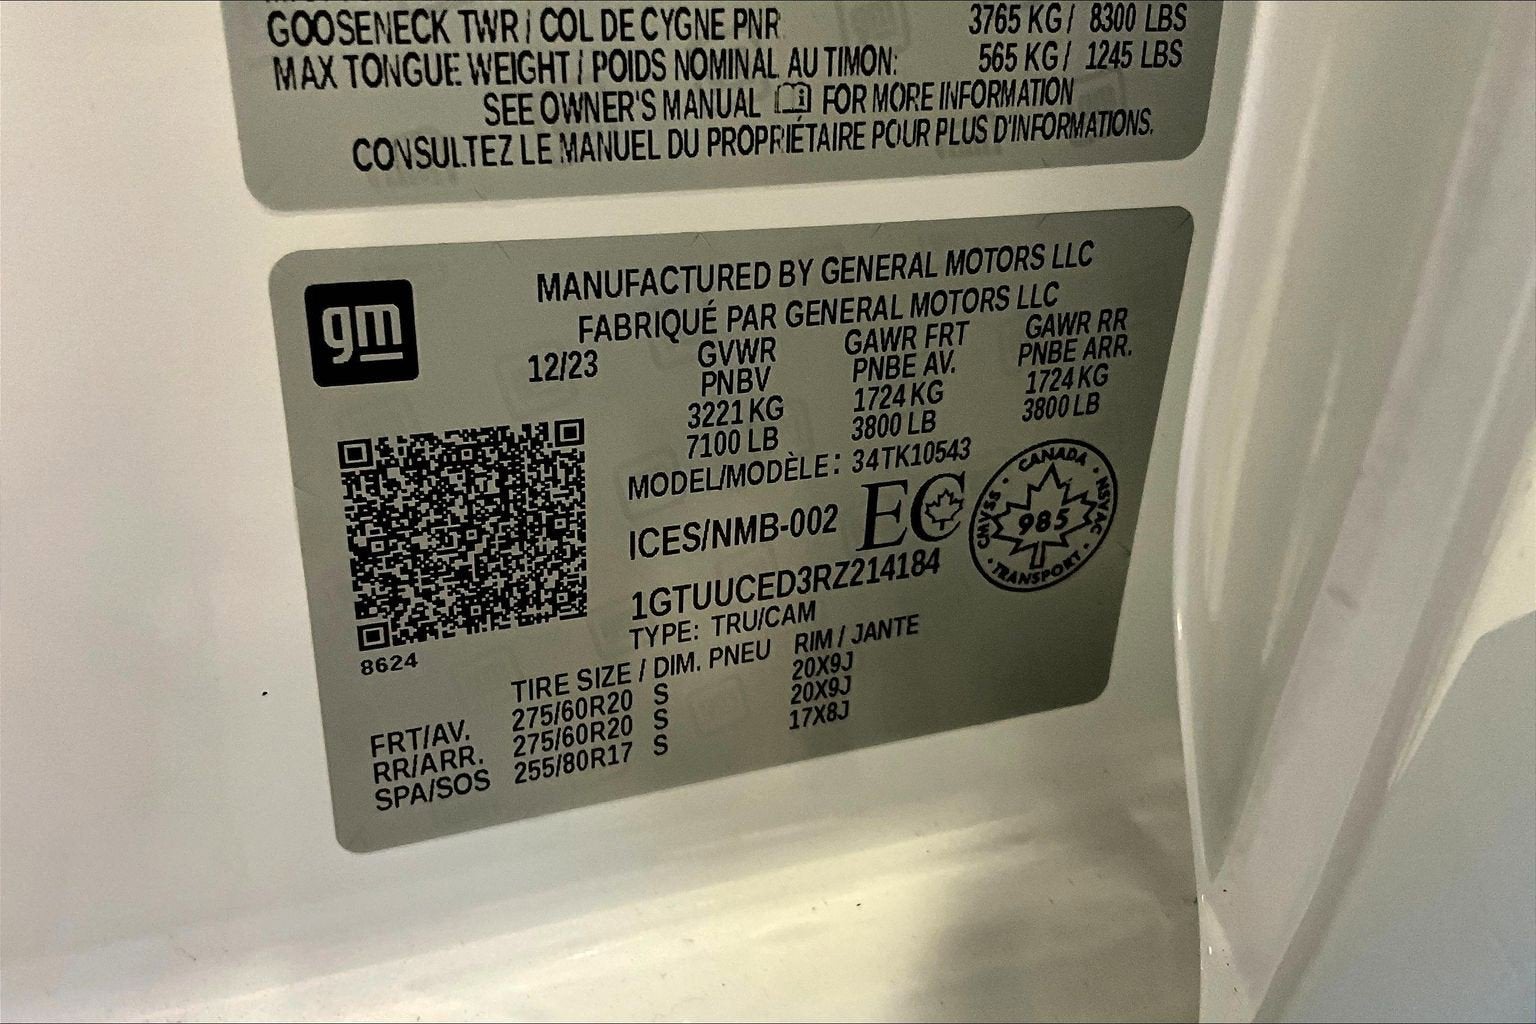 GOOSENECK TWR / COL DE CYGNE PNR 3765 KG / 8300 LBS
MAX TONGUE WEIGHT / POIDS NOMINAL AU TIMON: 565 KG / 1245 LBS
SEE OWNER'S MANUAL FOR MORE INFORMATION
CONSULTEZ LE MANUEL DU PROPRIÉTAIRE POUR PLUS D'INFORMATIONS.
gm
MANUFACTURED BY GENERAL MOTORS LLC
FABRIQUÉ PAR GENERAL MOTORS LLC
12/23 GVWR GAWR FRT GAWR RR
PNBV PNBE AV. PNBE ARR.
3221 KG 1724 KG 1724 KG
7100 LB 3800 LB 3800 LB
MODEL/MODÈLE: 34TK10543
ICES/NMB-002 EC
CANADA
CMVSS 985 NSVAC
TRANSPORT
1GTUUCED3RZ214184
TYPE: TRU/CAM
8624
TIRE SIZE / DIM. PNEU RIM / JANTE
FRT/AV. 275/60R20 S 20X9J
RR/ARR. 275/60R20 S 20X9J
SPA/SOS 255/80R17 S 17X8J